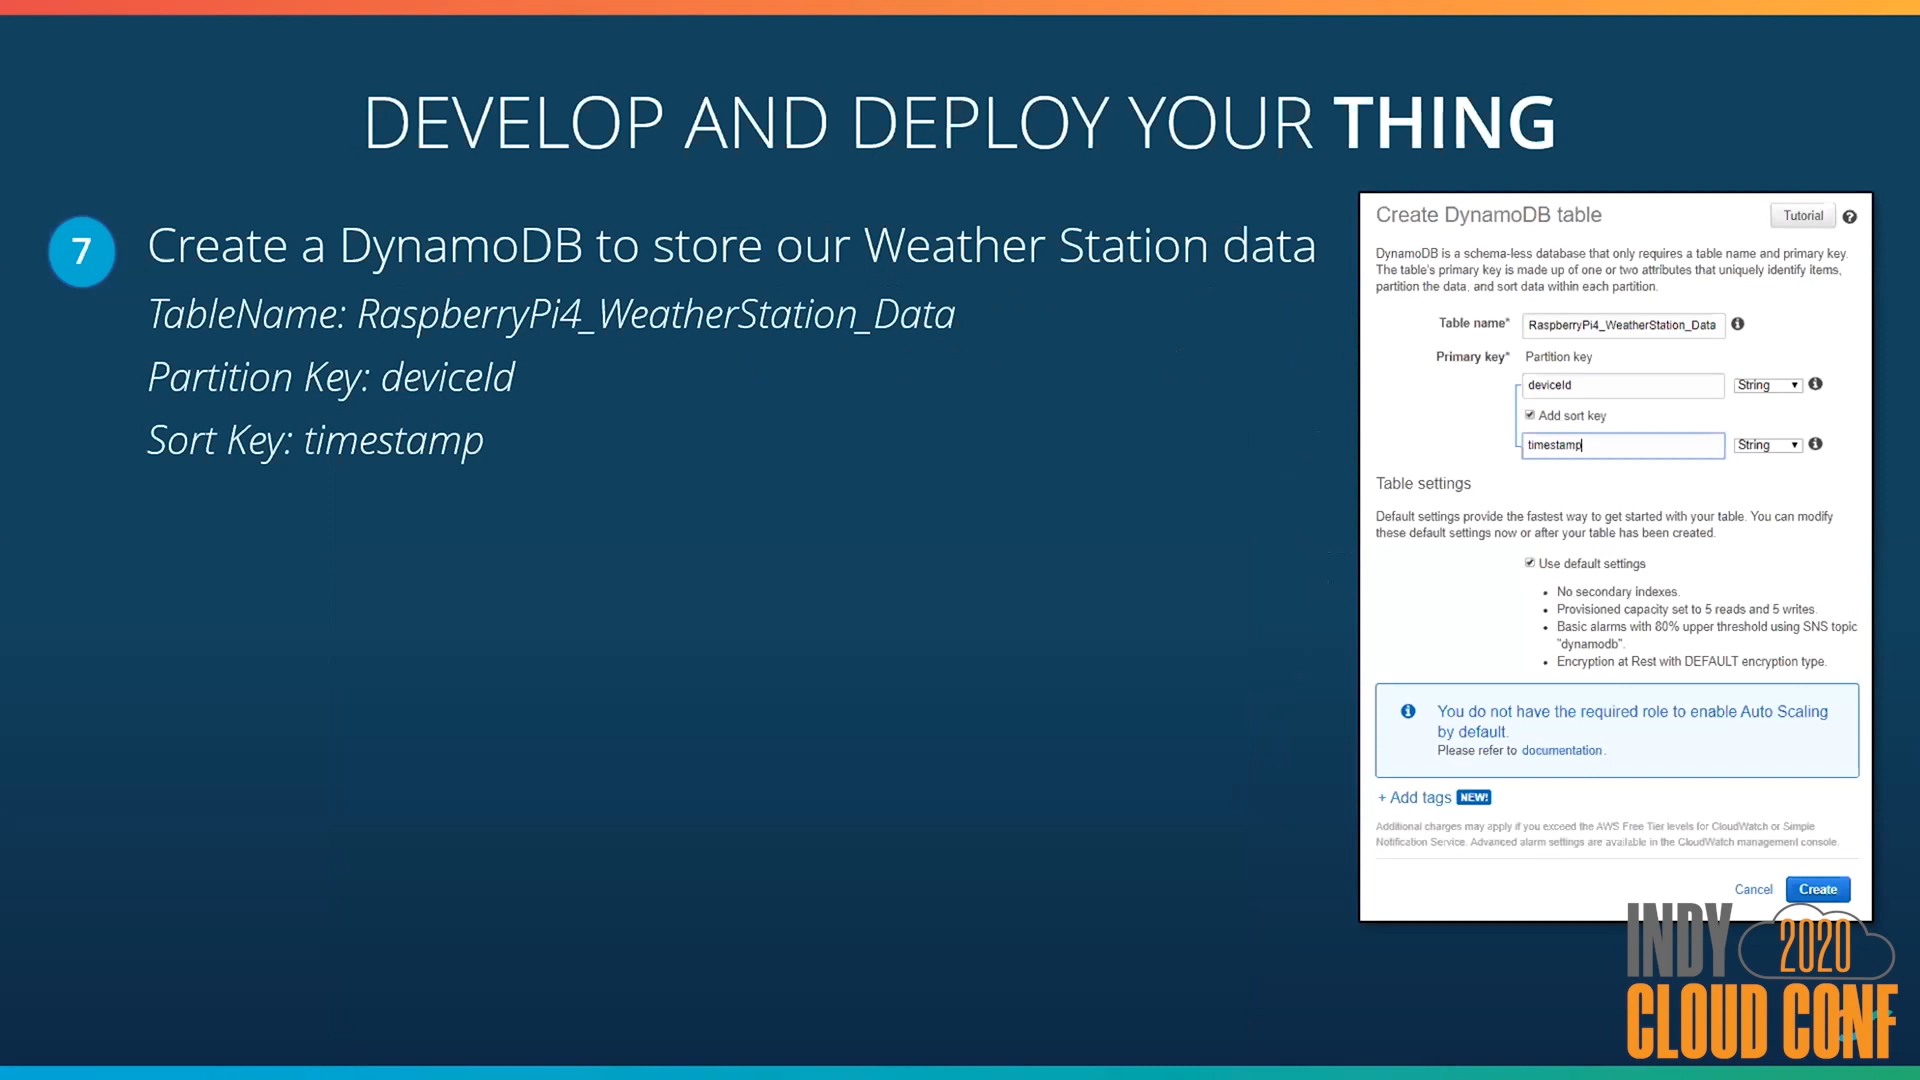 DEVELOP AND DEPLOY YOUR THING
7
Create a DynamoDB to store our Weather Station data
TableName: RaspberryPi4_WeatherStation_Data
Partition Key: deviceId
Sort Key: timestamp
Create DynamoDB table
Tutorial
DynamoDB is a schema-less database that only requires a table name and primary key.
The table's primary key is made up of one or two attributes that uniquely identify items,
partition the data, and sort data within each partition.
Table name* RaspberryPi4_WeatherStation_Data
Primary key* Partition key
deviceId String
Add sort key
timestamp String
Table settings
Default settings provide the fastest way to get started with your table. You can modify
these default settings now or after your table has been created.
Use default settings
• No secondary indexes.
• Provisioned capacity set to 5 reads and 5 writes.
• Basic alarms with 80% upper threshold using SNS topic
"dynamodb".
• Encryption at Rest with DEFAULT encryption type.
You do not have the required role to enable Auto Scaling
by default.
Please refer to documentation.
+ Add tags NEW!
Additional charges may apply if you exceed the AWS Free Tier levels for CloudWatch or Simple
Notification Service. Advanced alarm settings are available in the CloudWatch management console.
Cancel Create
INDY 2020
CLOUD CONF